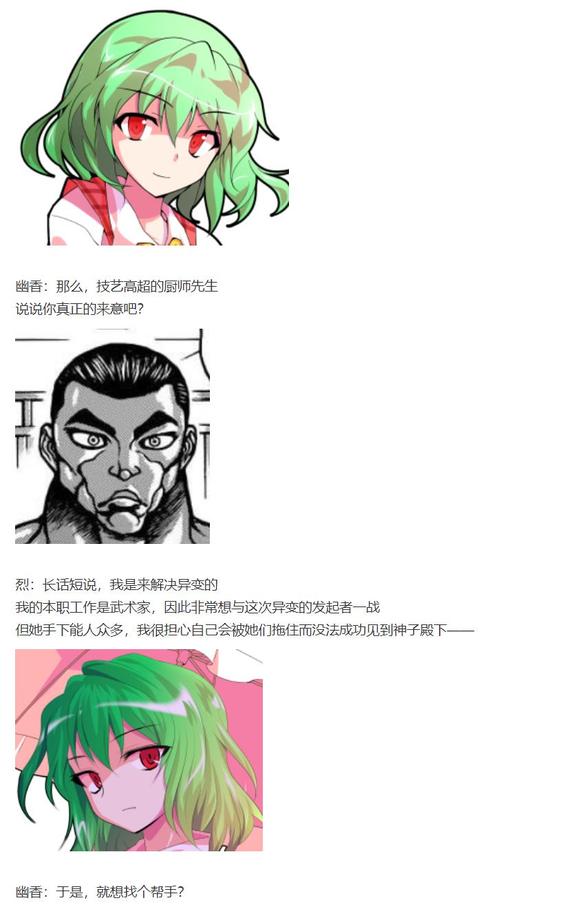 幽香：那么，技艺高超的厨师先生
说说你真正的来意吧？
烈：长话短说，我是来解决异变的
我的本职工作是武术家，因此非常想与这次异变的发起者一战
但她手下能人众多，我很担心自己会被她们拖住而没法成功见到神子殿下——
幽香：于是，就想找个帮手？